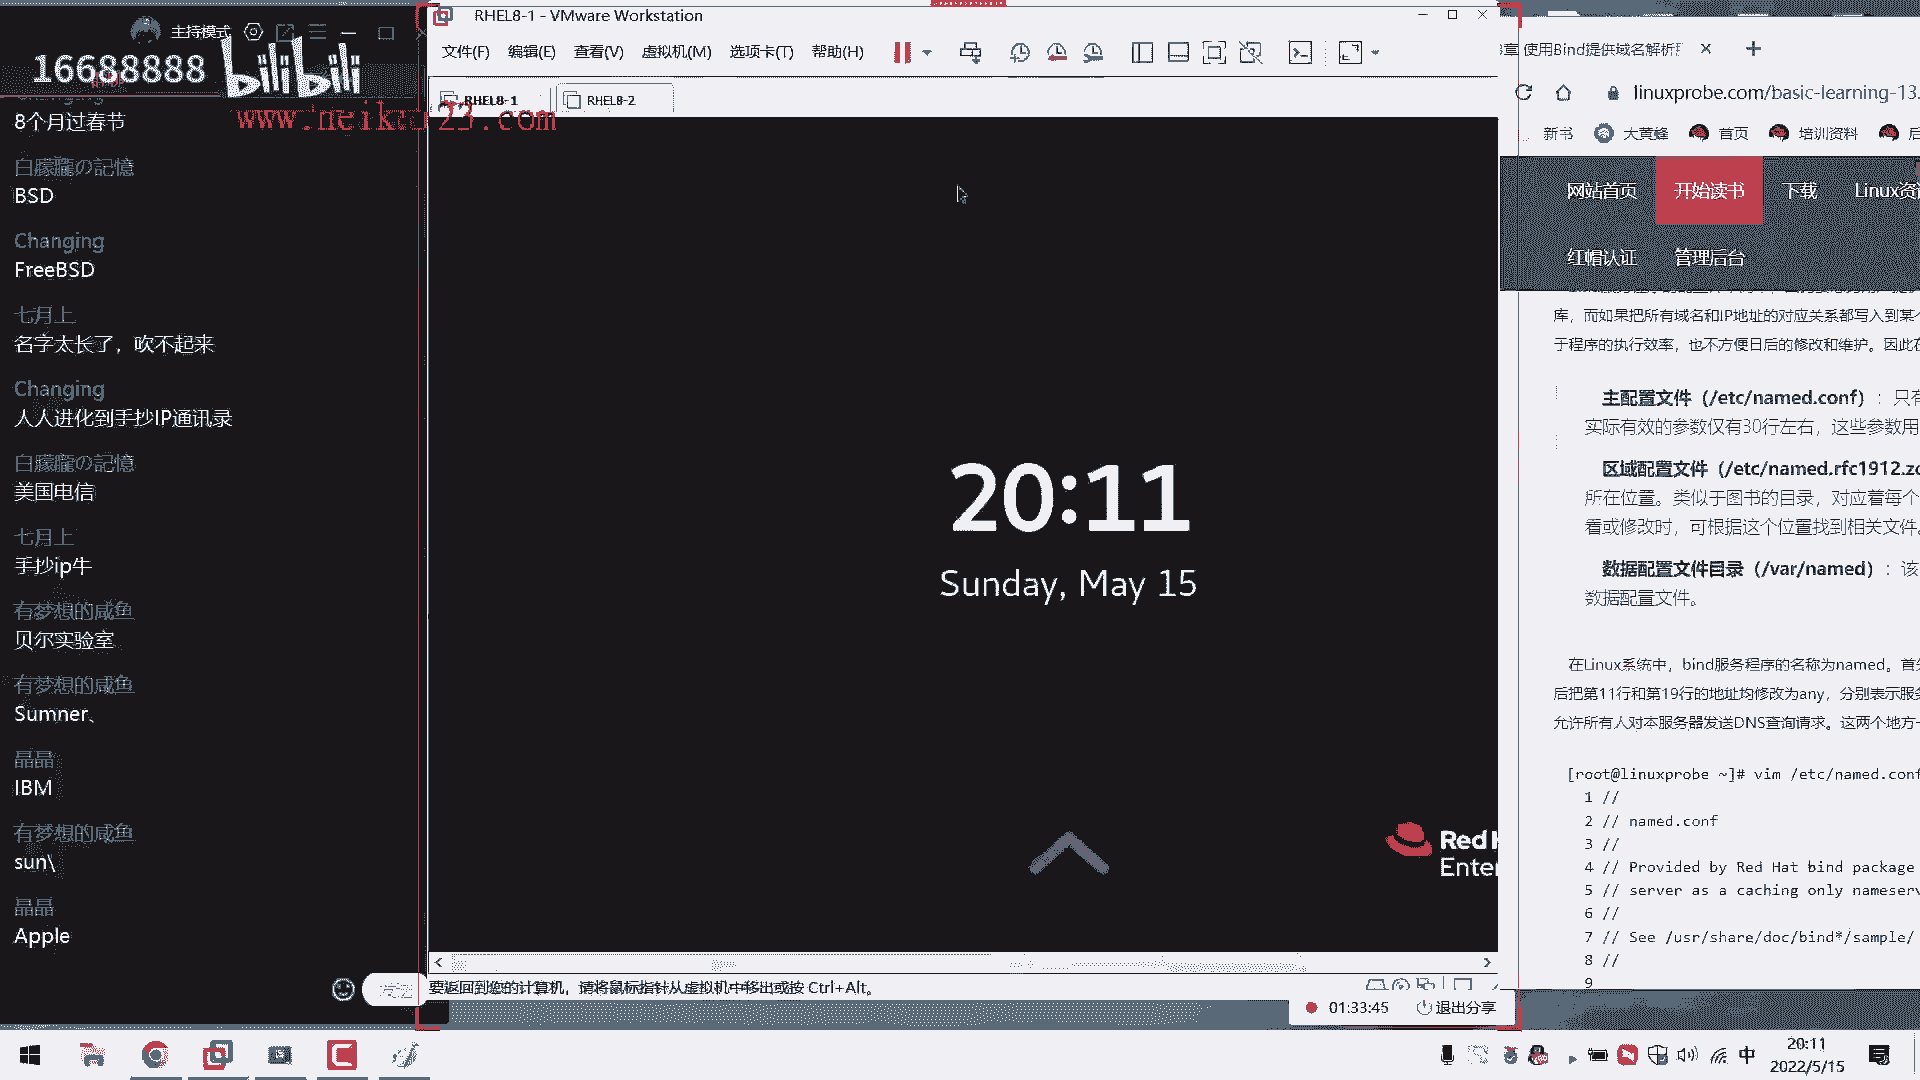 主持模式
16688888 bilibili
www.heiko23.com
8个月过春节
白朦朧の記憶
BSD
Changing
FreeBSD
七月上
名字太长了，吹不起来
Changing
人人进化到手抄IP通讯录
白朦朧の記憶
美国电信
七月上
手抄ip牛
有梦想的咸鱼
贝尔实验室
有梦想的咸鱼
Sumner、
晶晶
IBM
有梦想的咸鱼
sun\
晶晶
Apple
RHEL8-1 - VMware Workstation
文件(F) 编辑(E) 查看(V) 虚拟机(M) 选项卡(T) 帮助(H)
RHEL8-1 RHEL8-2
20:11
Sunday, May 15
Red H
Enter
要返回到您的计算机，请将鼠标指针从虚拟机中移出或按 Ctrl+Alt。
01:33:45 退出分享
章 使用Bind提供域名解析
linuxprobe.com/basic-learning-13.
新书 大黄蜂 首页 培训资料
网站首页 开始读书 下载 Linux资
红帽认证 管理后台
库，而如果把所有域名和IP地址的对应关系都写入到某个
于程序的执行效率，也不方便日后的修改和维护。因此在
主配置文件（/etc/named.conf）：只有
实际有效的参数仅有30行左右，这些参数用
区域配置文件（/etc/named.rfc1912.zo
所在位置。类似于图书的目录，对应着每个
看或修改时，可根据这个位置找到相关文件。
数据配置文件目录（/var/named）：该
数据配置文件。
在Linux系统中，bind服务程序的名称为named。首先
后把第11行和第19行的地址均修改为any，分别表示服务
允许所有人对本服务器发送DNS查询请求。这两个地方一
[root@linuxprobe ~]# vim /etc/named.conf
1 //
2 // named.conf
3 //
4 // Provided by Red Hat bind package
5 // server as a caching only nameserv
6 //
7 // See /usr/share/doc/bind*/sample/
8 //
9
中 20:11
2022/5/15